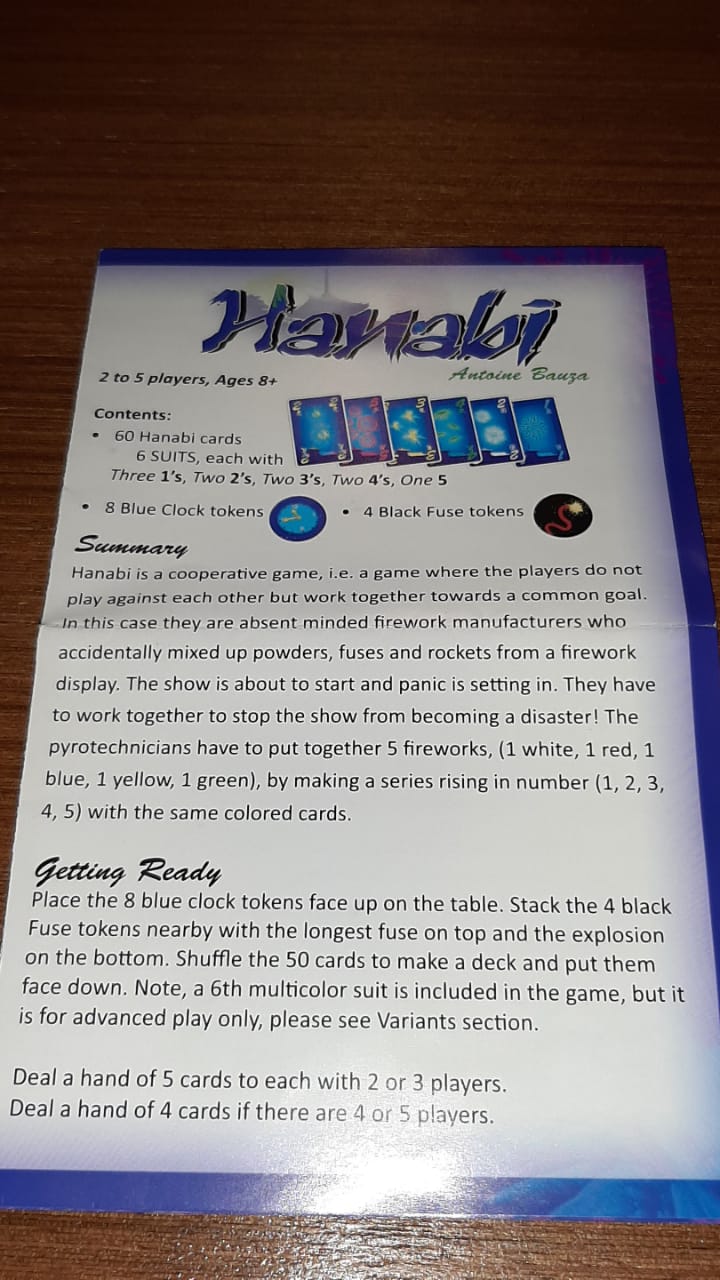 Hanabi
Antoine Bauza
2 to 5 players, Ages 8+
Contents:
• 60 Hanabi cards
6 SUITS, each with
Three 1's, Two 2's, Two 3's, Two 4's, One 5
• 8 Blue Clock tokens • 4 Black Fuse tokens
Summary
Hanabi is a cooperative game, i.e. a game where the players do not
play against each other but work together towards a common goal.
In this case they are absent minded firework manufacturers who
accidentally mixed up powders, fuses and rockets from a firework
display. The show is about to start and panic is setting in. They have
to work together to stop the show from becoming a disaster! The
pyrotechnicians have to put together 5 fireworks, (1 white, 1 red, 1
blue, 1 yellow, 1 green), by making a series rising in number (1, 2, 3,
4, 5) with the same colored cards.
Getting Ready
Place the 8 blue clock tokens face up on the table. Stack the 4 black
Fuse tokens nearby with the longest fuse on top and the explosion
on the bottom. Shuffle the 50 cards to make a deck and put them
face down. Note, a 6th multicolor suit is included in the game, but it
is for advanced play only, please see Variants section.
Deal a hand of 5 cards to each with 2 or 3 players.
Deal a hand of 4 cards if there are 4 or 5 players.